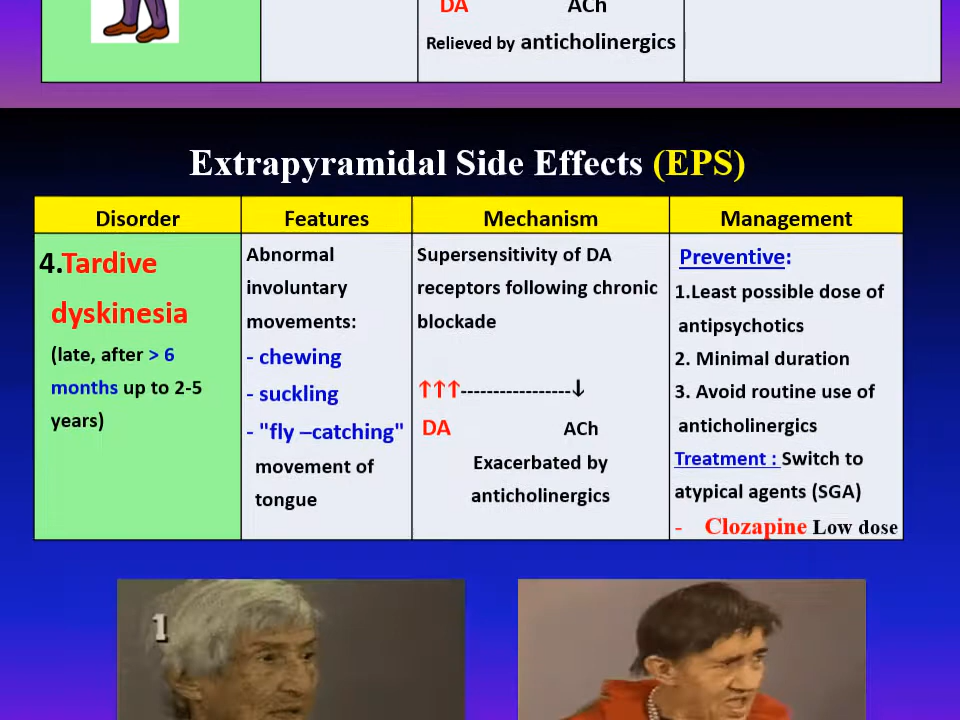 DA ACh
Relieved by anticholinergics
Extrapyramidal Side Effects (EPS)
Disorder Features Mechanism Management
4.Tardive
dyskinesia
(late, after > 6
months up to 2-5
years)
Abnormal
involuntary
movements:
- chewing
- suckling
- "fly –catching"
movement of
tongue
Supersensitivity of DA
receptors following chronic
blockade
↑↑↑-----------------↓
DA ACh
Exacerbated by
anticholinergics
Preventive:
1.Least possible dose of
antipsychotics
2. Minimal duration
3. Avoid routine use of
anticholinergics
Treatment : Switch to
atypical agents (SGA)
- Clozapine Low dose
1